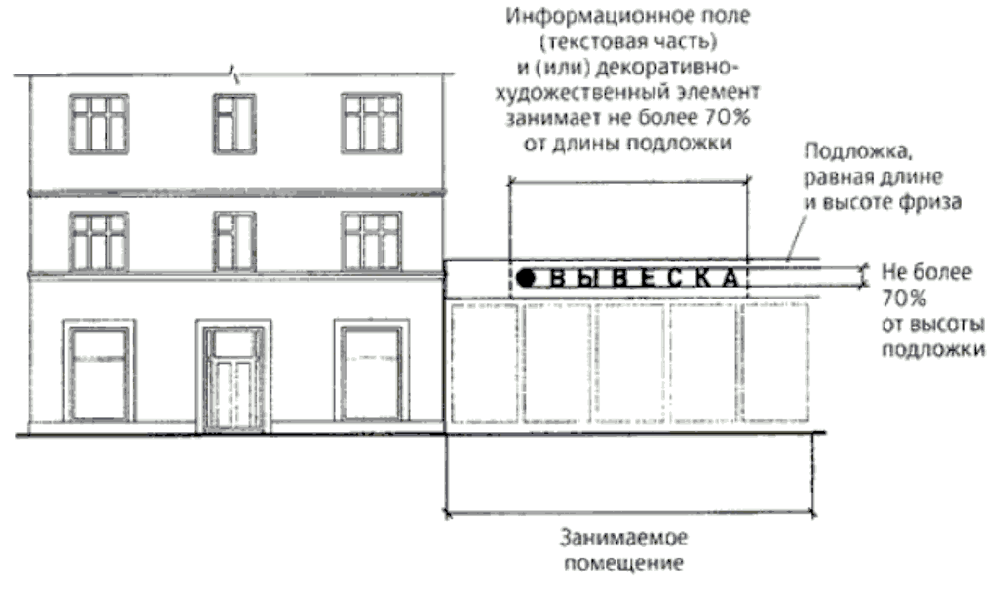 Информационное поле
(текстовая часть)
и (или) декоративно-
художественный элемент
занимает не более 70%
от длины подложки
Подложка,
равная длине
и высоте фриза
ВЫВЕСКА
Не более
70%
от высоты
подложки
Занимаемое
помещение